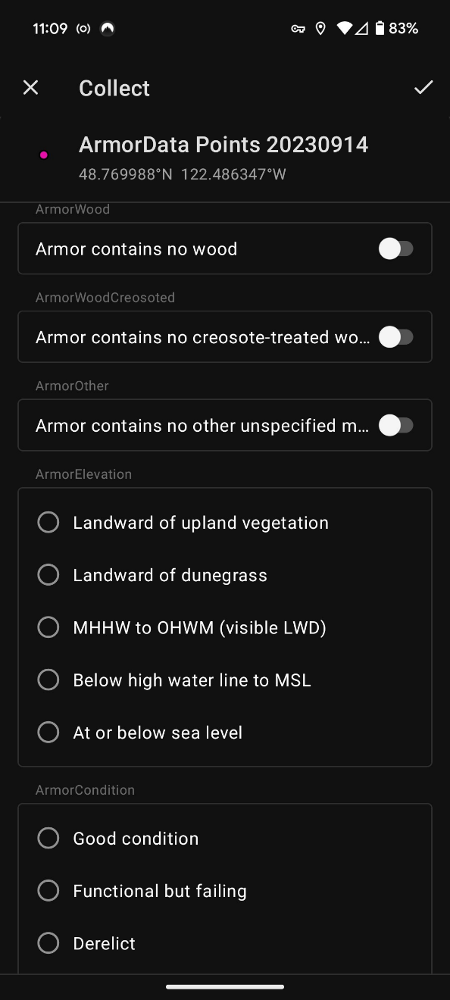 11:09
83%
Collect
ArmorData Points 20230914
48.769988°N 122.486347°W
ArmorWood
Armor contains no wood
ArmorWoodCreosoted
Armor contains no creosote-treated wo...
ArmorOther
Armor contains no other unspecified m...
ArmorElevation
Landward of upland vegetation
Landward of dunegrass
MHHW to OHWM (visible LWD)
Below high water line to MSL
At or below sea level
ArmorCondition
Good condition
Functional but failing
Derelict